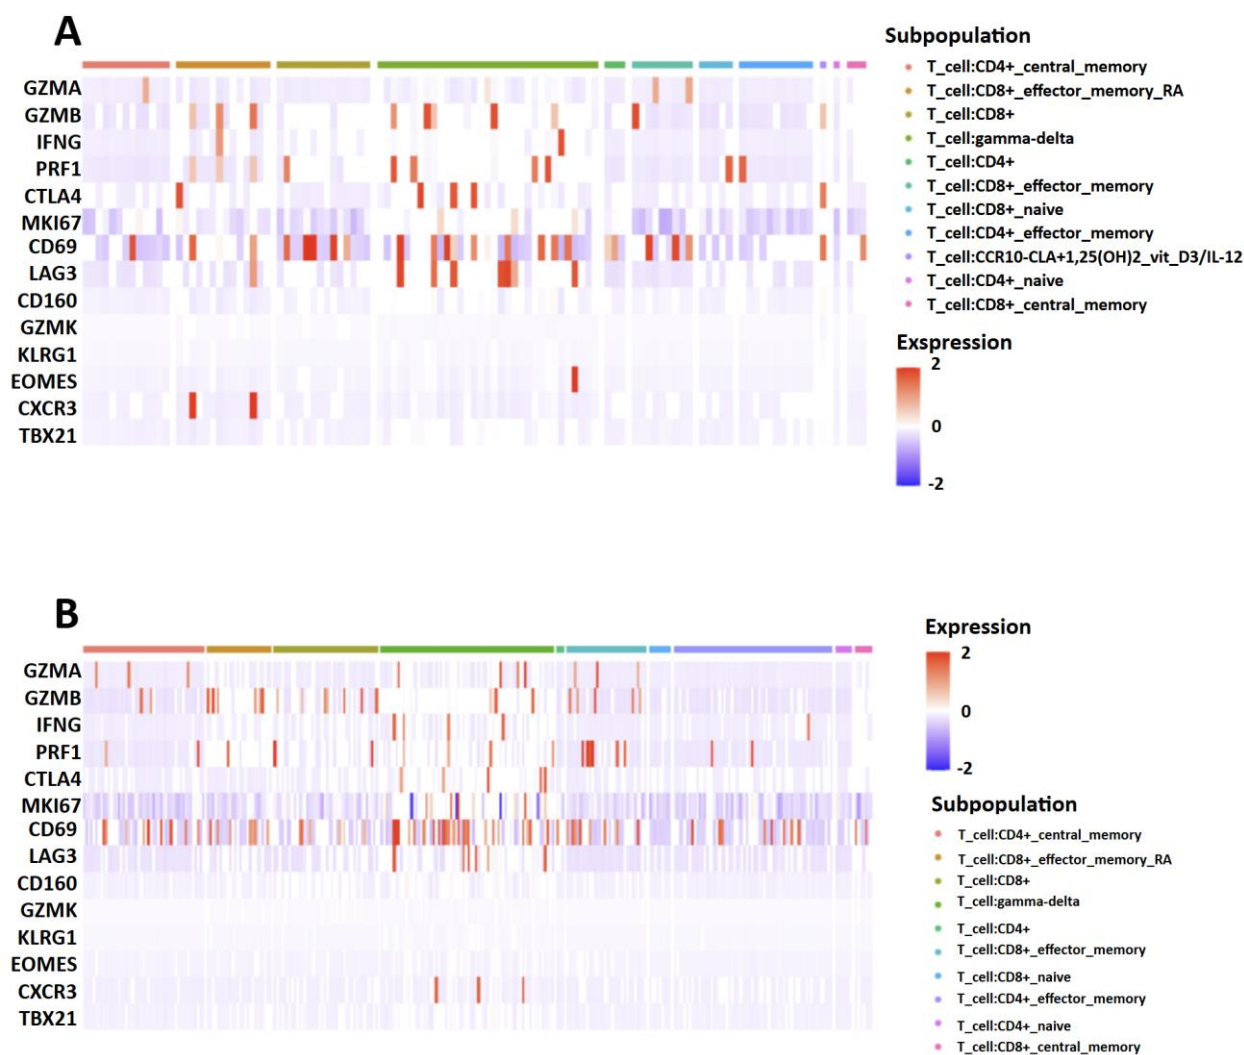 A
Subpopulation
T_cell:CD4+_central_memory
T_cell:CD8+_effector_memory_RA
T_cell:CD8+
T_cell:gamma-delta
T_cell:CD4+
T_cell:CD8+_effector_memory
T_cell:CD8+_naive
T_cell:CD4+_effector_memory
T_cell:CCR10-CLA+1,25(OH)2_vit_D3/IL-12
T_cell:CD4+_naive
T_cell:CD8+_central_memory
GZMA
GZMB
IFNG
PRF1
CTLA4
MKI67
CD69
LAG3
CD160
GZMK
KLRG1
EOMES
CXCR3
TBX21
Exspression
2
0
-2
B
GZMA
GZMB
IFNG
PRF1
CTLA4
MKI67
CD69
LAG3
CD160
GZMK
KLRG1
EOMES
CXCR3
TBX21
Expression
2
0
-2
Subpopulation
T_cell:CD4+_central_memory
T_cell:CD8+_effector_memory_RA
T_cell:CD8+
T_cell:gamma-delta
T_cell:CD4+
T_cell:CD8+_effector_memory
T_cell:CD8+_naive
T_cell:CD4+_effector_memory
T_cell:CD4+_naive
T_cell:CD8+_central_memory